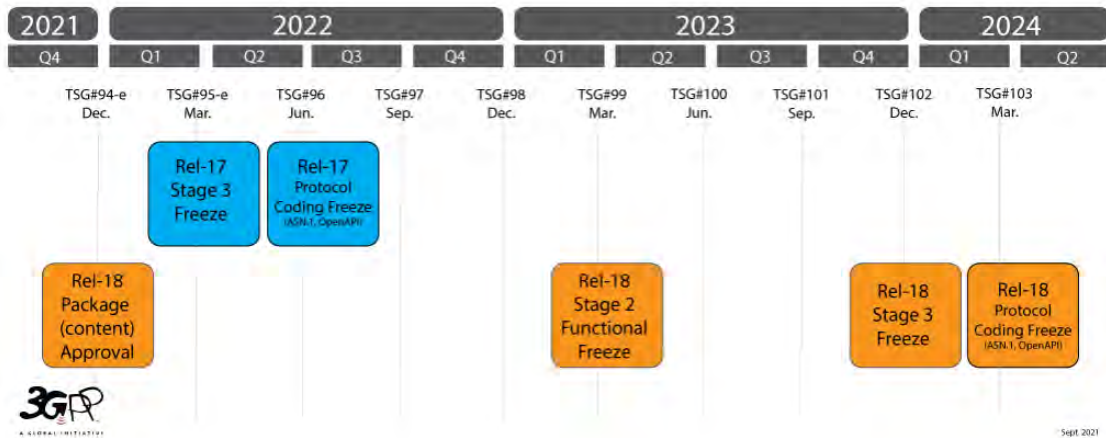 2021 2022 2023 2024
Q4 Q1 Q2 Q3 Q4 Q1 Q2 Q3 Q4 Q1 Q2
TSG#94-e TSG#95-e TSG#96 TSG#97 TSG#98 TSG#99 TSG#100 TSG#101 TSG#102 TSG#103
Dec. Mar. Jun. Sep. Dec. Mar. Jun. Sep. Dec. Mar.
Rel-17
Stage 3
Freeze
Rel-17
Protocol
Coding Freeze
(ASN.1, OpenAPI)
Rel-18
Package
(content)
Approval
Rel-18
Stage 2
Functional
Freeze
Rel-18
Stage 3
Freeze
Rel-18
Protocol
Coding Freeze
(ASN.1, OpenAPI)
3GPP
A GLOBAL INITIATIVE
Sept. 2021